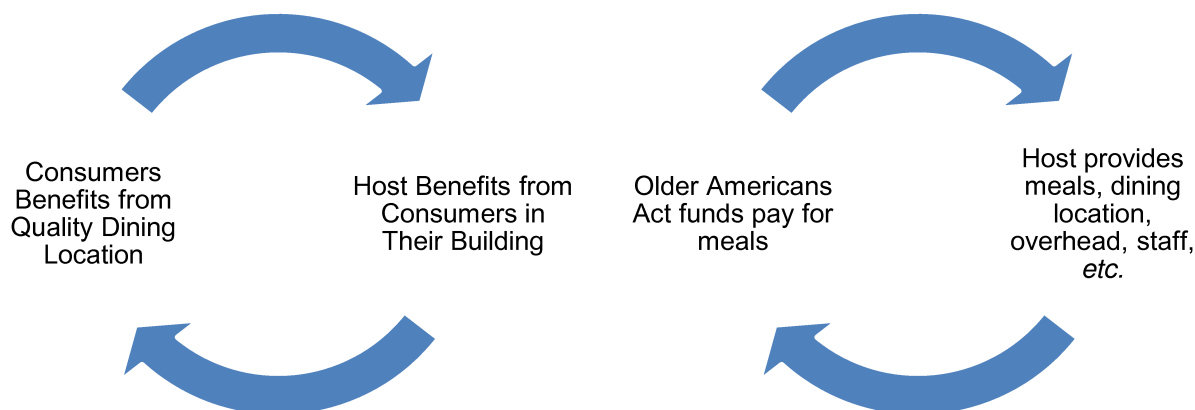 Consumers
Benefits from
Quality Dining
Location
Host Benefits from
Consumers in
Their Building
Older Americans
Act funds pay for
meals
Host provides
meals, dining
location,
overhead, staff,
etc.